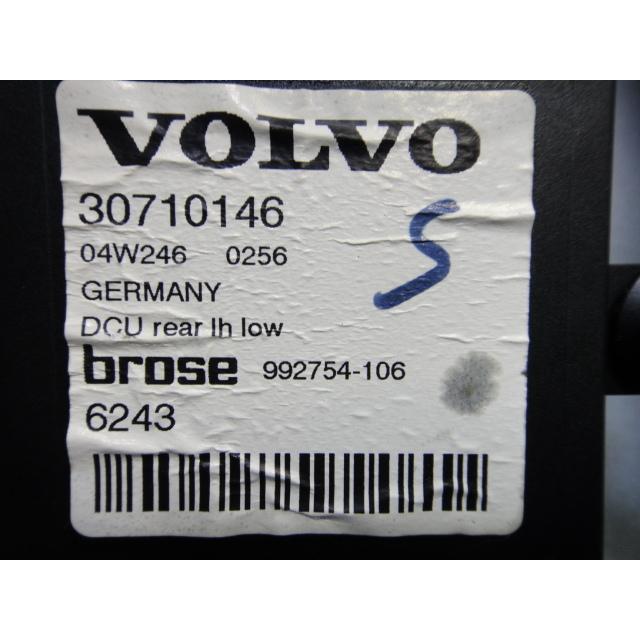 VOLVO
30710146
04W246 0256
GERMANY
DCU rear lh low
brose 992754-106
6243
S